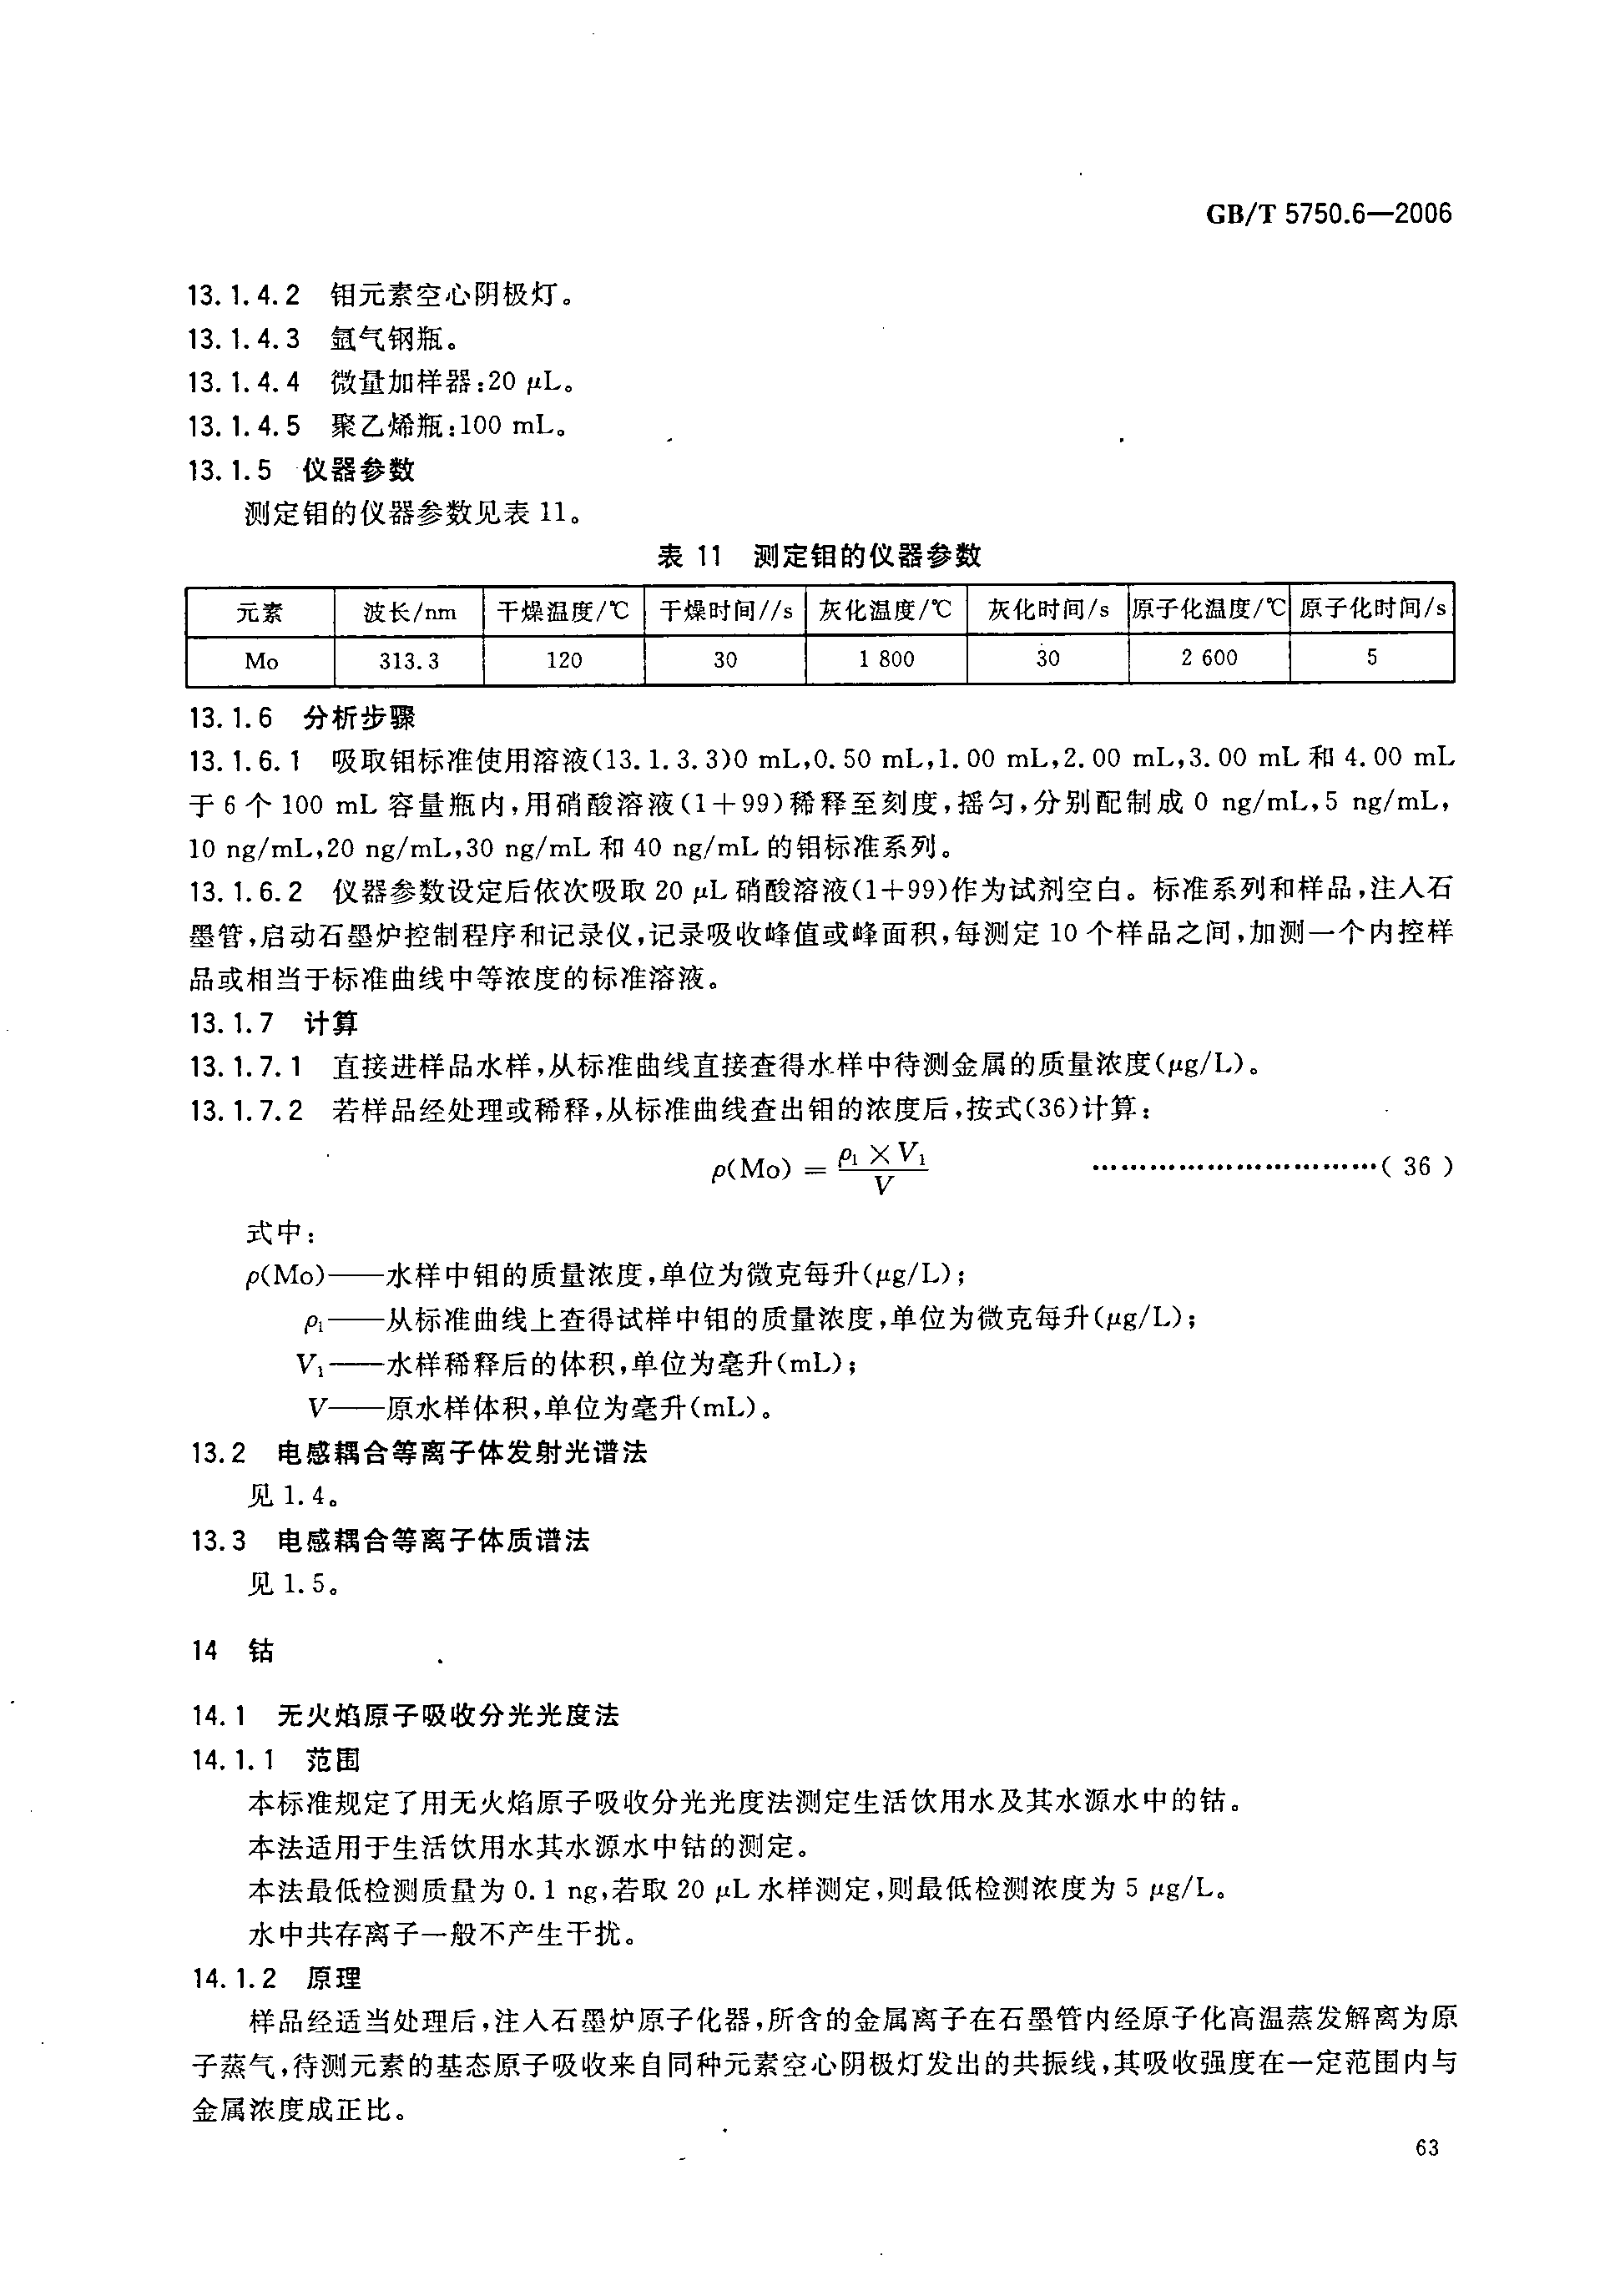 GB/T 5750.6—2006
13.1.4.2 钼元素空心阴极灯。
13.1.4.3 氩气钢瓶。
13.1.4.4 微量加样器:20 μL。
13.1.4.5 聚乙烯瓶:100 mL。
13.1.5 仪器参数
测定钼的仪器参数见表 11。
表 11 测定钼的仪器参数
元素 波长/nm 干燥温度/℃ 干燥时间//s 灰化温度/℃ 灰化时间/s 原子化温度/℃ 原子化时间/s
Mo 313.3 120 30 1 800 30 2 600 5
13.1.6 分析步骤
13.1.6.1 吸取钼标准使用溶液(13.1.3.3)0 mL,0.50 mL,1.00 mL,2.00 mL,3.00 mL 和 4.00 mL
于 6 个 100 mL 容量瓶内,用硝酸溶液(1+99)稀释至刻度,摇匀,分别配制成 0 ng/mL,5 ng/mL,
10 ng/mL,20 ng/mL,30 ng/mL 和 40 ng/mL 的钼标准系列。
13.1.6.2 仪器参数设定后依次吸取 20 μL 硝酸溶液(1+99)作为试剂空白。标准系列和样品,注入石
墨管,启动石墨炉控制程序和记录仪,记录吸收峰值或峰面积,每测定 10 个样品之间,加测一个内控样
品或相当于标准曲线中等浓度的标准溶液。
13.1.7 计算
13.1.7.1 直接进样品水样,从标准曲线直接查得水样中待测金属的质量浓度(μg/L)。
13.1.7.2 若样品经处理或稀释,从标准曲线查出钼的浓度后,按式(36)计算:
ρ(Mo) = ρ₁ × V₁ / V ……………………………( 36 )
式中:
ρ(Mo)——水样中钼的质量浓度,单位为微克每升(μg/L);
ρ₁——从标准曲线上查得试样中钼的质量浓度,单位为微克每升(μg/L);
V₁——水样稀释后的体积,单位为毫升(mL);
V——原水样体积,单位为毫升(mL)。
13.2 电感耦合等离子体发射光谱法
见 1.4。
13.3 电感耦合等离子体质谱法
见 1.5。
14 钴
14.1 无火焰原子吸收分光光度法
14.1.1 范围
本标准规定了用无火焰原子吸收分光光度法测定生活饮用水及其水源水中的钴。
本法适用于生活饮用水其水源水中钴的测定。
本法最低检测质量为 0.1 ng,若取 20 μL 水样测定,则最低检测浓度为 5 μg/L。
水中共存离子一般不产生干扰。
14.1.2 原理
样品经适当处理后,注入石墨炉原子化器,所含的金属离子在石墨管内经原子化高温蒸发解离为原
子蒸气,待测元素的基态原子吸收来自同种元素空心阴极灯发出的共振线,其吸收强度在一定范围内与
金属浓度成正比。
63